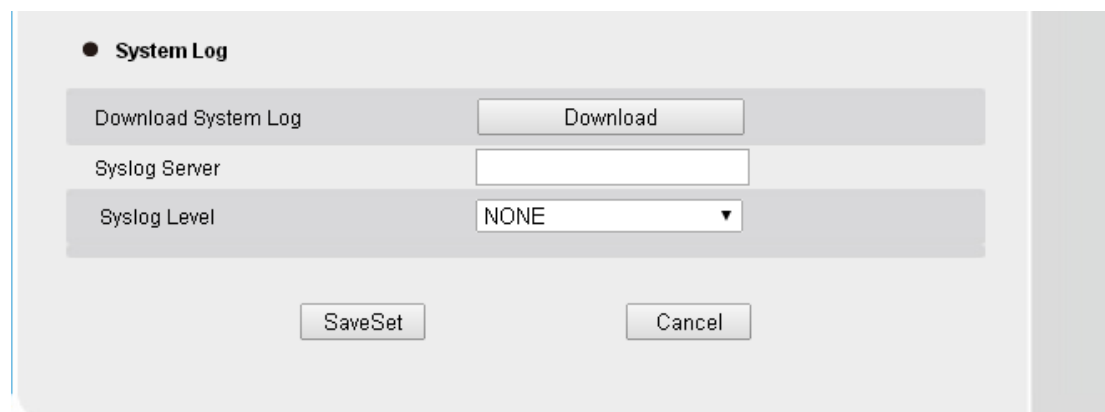 System Log
Download System Log Download
Syslog Server
Syslog Level NONE
SaveSet Cancel